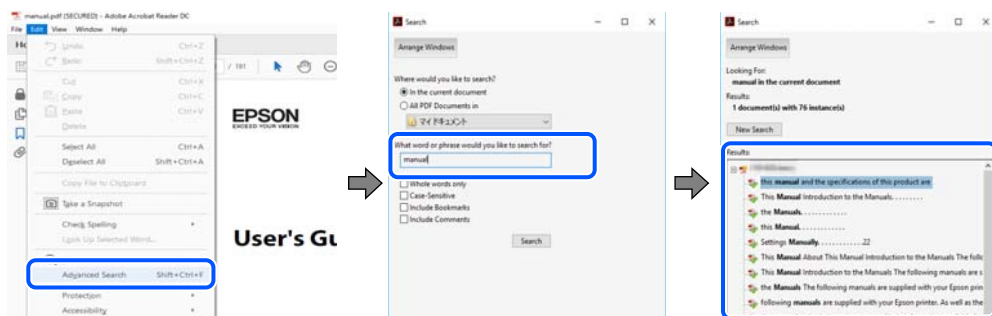 manual.pdf (SECURED) - Adobe Acrobat Reader DC
File Edit View Window Help
Undo Ctrl+Z
Redo Shift+Ctrl+Z
Cut Ctrl+X
Copy Ctrl+C
Paste Ctrl+V
Delete
Select All Ctrl+A
Deselect All Shift+Ctrl+A
Copy File to Clipboard
Take a Snapshot
Check Spelling
Look Up Selected Word...
Advanced Search Shift+Ctrl+F
Protection
Accessibility
/ 181
EPSON
EXCEED YOUR VISION
User's Gu
Search
Arrange Windows
Where would you like to search?
In the current document
All PDF Documents in
マイドキュメント
What word or phrase would you like to search for?
manual
Whole words only
Case-Sensitive
Include Bookmarks
Include Comments
Search
Search
Arrange Windows
Looking For:
manual in the current document
Results:
1 document(s) with 76 instance(s)
New Search
Results:
this manual and the specifications of this product are
This Manual Introduction to the Manuals. . . . . . . . .
the Manuals. . . . . . . . . . . .
this Manual. . . . . . . . . . . .
Settings Manually. . . . . . . . . . . .22
This Manual About This Manual Introduction to the Manuals The follo
This Manual Introduction to the Manuals The following manuals are s
the Manuals The following manuals are supplied with your Epson prin
following manuals are supplied with your Epson printer. As well as the